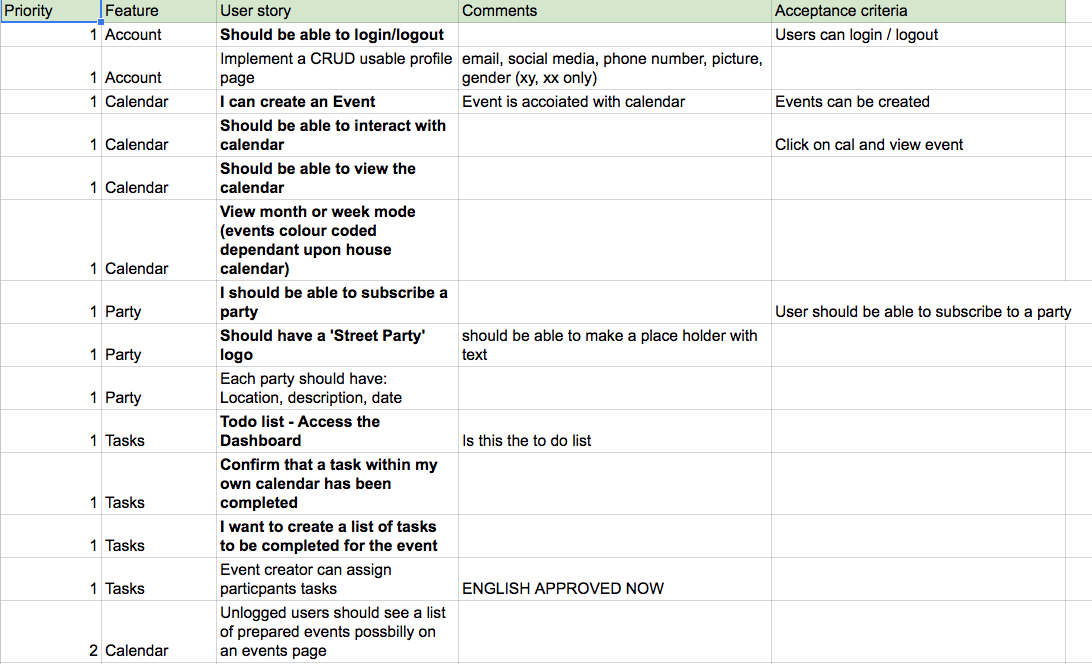 Priority Feature User story Comments Acceptance criteria
1 Account Should be able to login/logout Users can login / logout
Implement a CRUD usable profile email, social media, phone number, picture,
1 Account page gender (xy, xx only)
1 Calendar I can create an Event Event is accoiated with calendar Events can be created
Should be able to interact with
1 Calendar calendar Click on cal and view event
Should be able to view the
1 Calendar calendar
View month or week mode
(events colour coded
dependant upon house
1 Calendar calendar)
I should be able to subscribe a
1 Party party User should be able to subscribe to a party
Should have a 'Street Party' should be able to make a place holder with
1 Party logo text
Each party should have:
1 Party Location, description, date
Todo list - Access the
1 Tasks Dashboard Is this the to do list
Confirm that a task within my
own calendar has been
1 Tasks completed
I want to create a list of tasks
1 Tasks to be completed for the event
Event creator can assign
1 Tasks particpants tasks ENGLISH APPROVED NOW
Unlogged users should see a list
of prepared events possbilly on
2 Calendar an events page